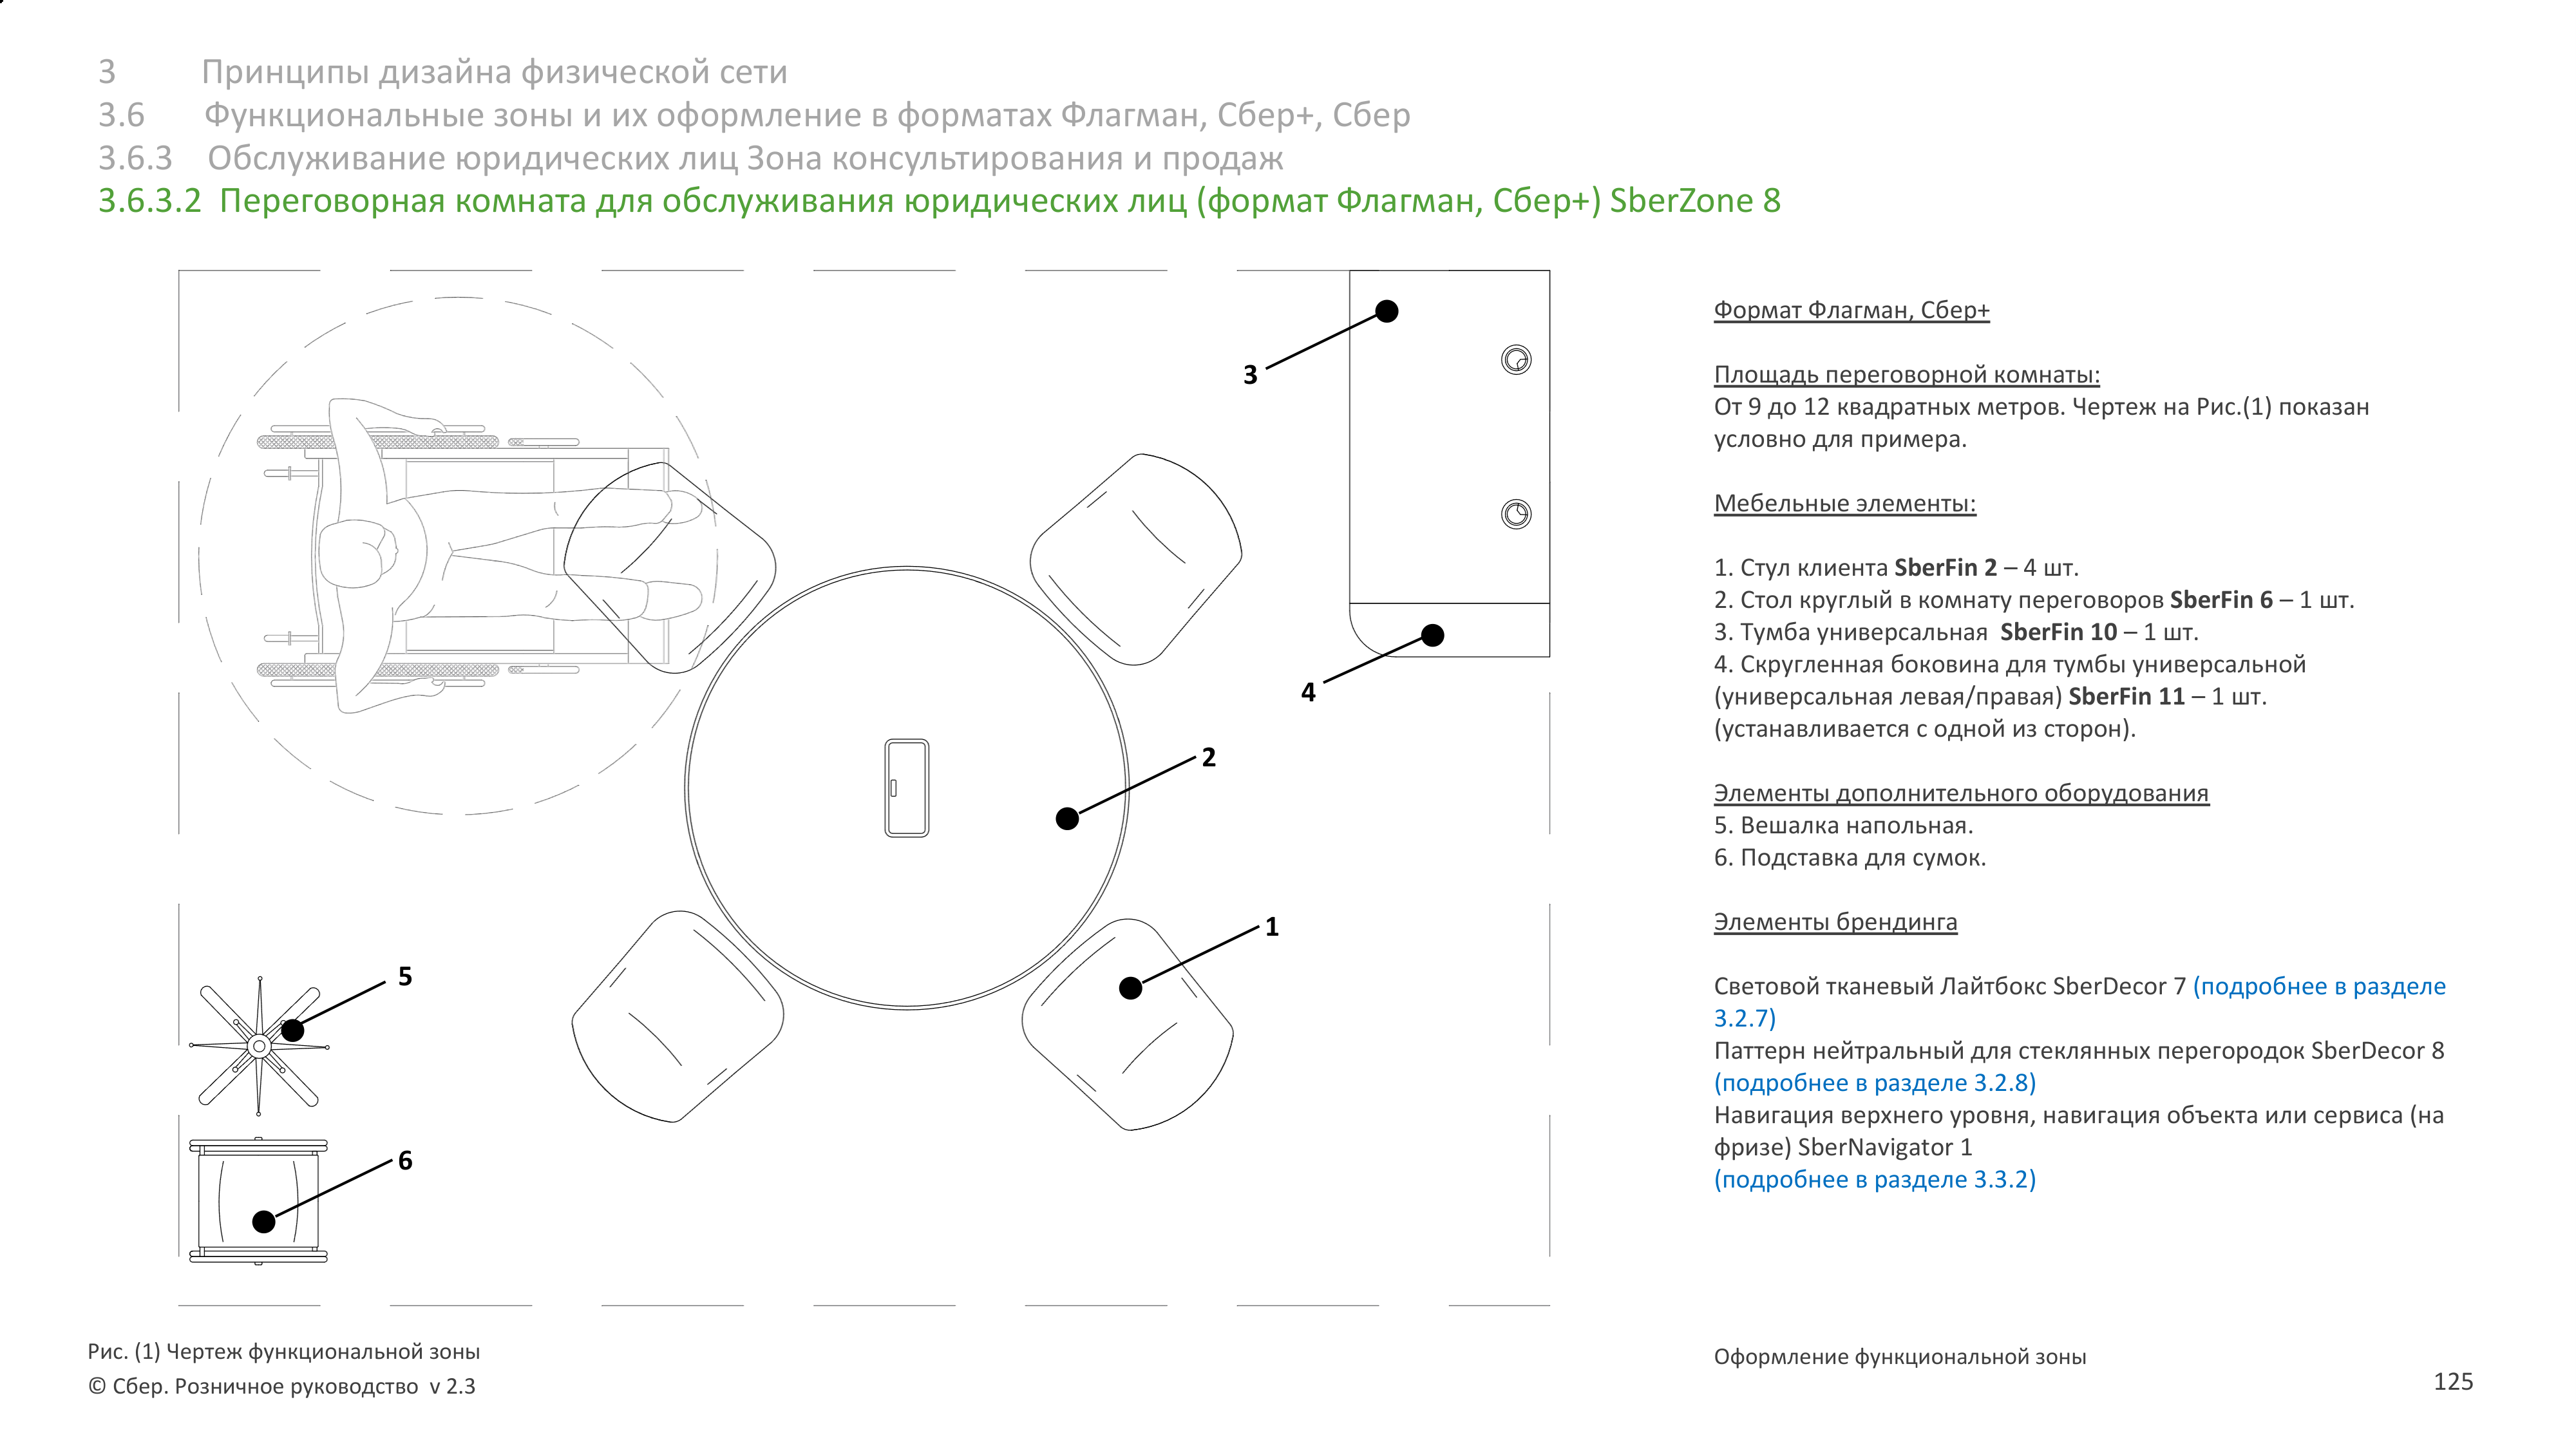 3 Принципы дизайна физической сети
3.6 Функциональные зоны и их оформление в форматах Флагман, Сбер+, Сбер
3.6.3 Обслуживание юридических лиц Зона консультирования и продаж
3.6.3.2 Переговорная комната для обслуживания юридических лиц (формат Флагман, Сбер+) SberZone 8
3
4
2
1
5
6
Формат Флагман, Сбер+
Площадь переговорной комнаты:
От 9 до 12 квадратных метров. Чертеж на Рис.(1) показан
условно для примера.
Мебельные элементы:
1. Стул клиента SberFin 2 – 4 шт.
2. Стол круглый в комнату переговоров SberFin 6 – 1 шт.
3. Тумба универсальная SberFin 10 – 1 шт.
4. Скругленная боковина для тумбы универсальной
(универсальная левая/правая) SberFin 11 – 1 шт.
(устанавливается с одной из сторон).
Элементы дополнительного оборудования
5. Вешалка напольная.
6. Подставка для сумок.
Элементы брендинга
Световой тканевый Лайтбокс SberDecor 7 (подробнее в разделе
3.2.7)
Паттерн нейтральный для стеклянных перегородок SberDecor 8
(подробнее в разделе 3.2.8)
Навигация верхнего уровня, навигация объекта или сервиса (на
фризе) SberNavigator 1
(подробнее в разделе 3.3.2)
Рис. (1) Чертеж функциональной зоны
© Сбер. Розничное руководство v 2.3
Оформление функциональной зоны
125